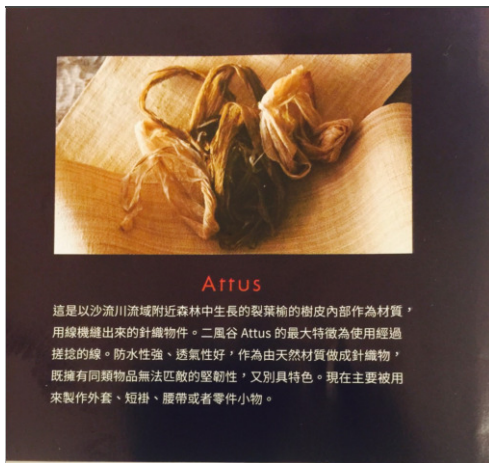 Attus
這是以沙流川流域附近森林中生長的裂葉榆的樹皮內部作為材質，
用線機縫出來的針織物件。二風谷 Attus 的最大特徵為使用經過
搓捻的線。防水性強、透氣性好，作為由天然材質做成針織物，
既擁有同類物品無法匹敵的堅韌性，又別具特色。現在主要被用
來製作外套、短褂、腰帶或者零件小物。